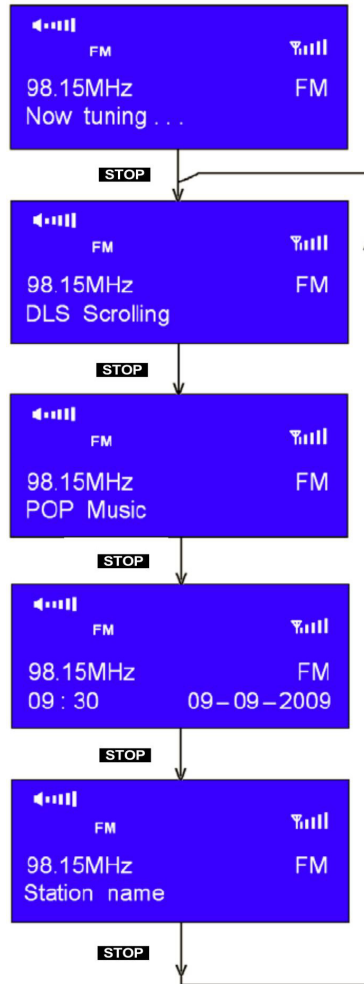 FM
98.15MHz FM
Now tuning . . .
STOP
FM
98.15MHz FM
DLS Scrolling
STOP
FM
98.15MHz FM
POP Music
STOP
FM
98.15MHz FM
09 : 30 09-09-2009
STOP
FM
98.15MHz FM
Station name
STOP